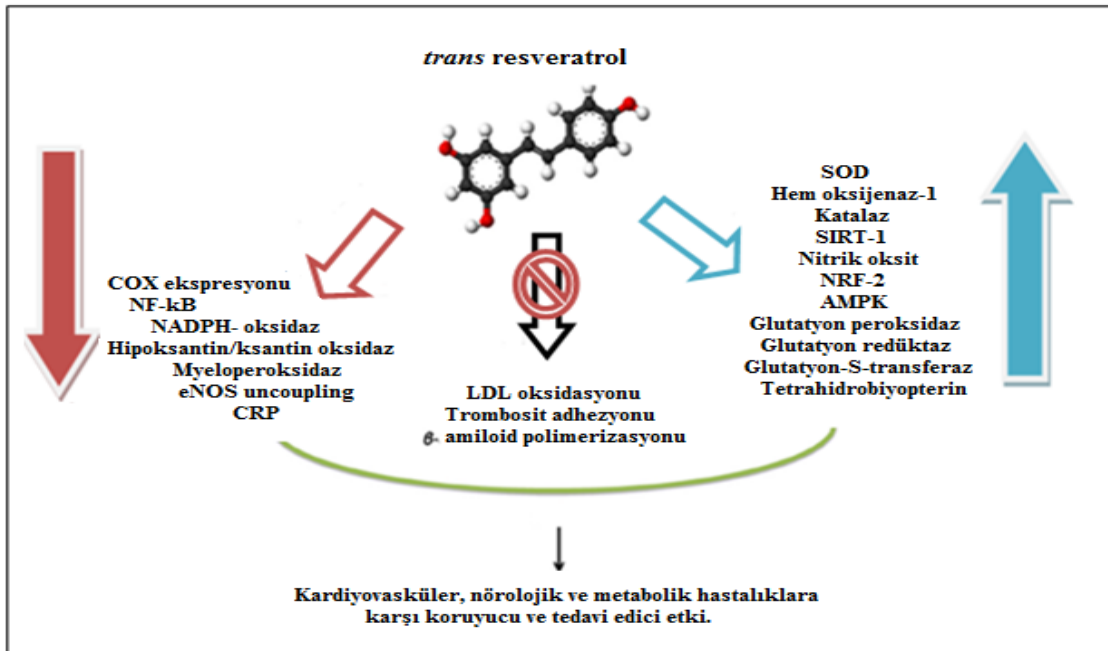 trans resveratrol
COX ekspresyonu
NF-kB
NADPH- oksidaz
Hipoksantin/ksantin oksidaz
Myeloperoksidaz
eNOS uncoupling
CRP
LDL oksidasyonu
Trombosit adhezyonu
β- amiloid polimerizasyonu
SOD
Hem oksijenaz-1
Katalaz
SIRT-1
Nitrik oksit
NRF-2
AMPK
Glutatyon peroksidaz
Glutatyon redüktaz
Glutatyon-S-transferaz
Tetrahidrobiyopterin
Kardiyovasküler, nörolojik ve metabolik hastalıklara
karşı koruyucu ve tedavi edici etki.